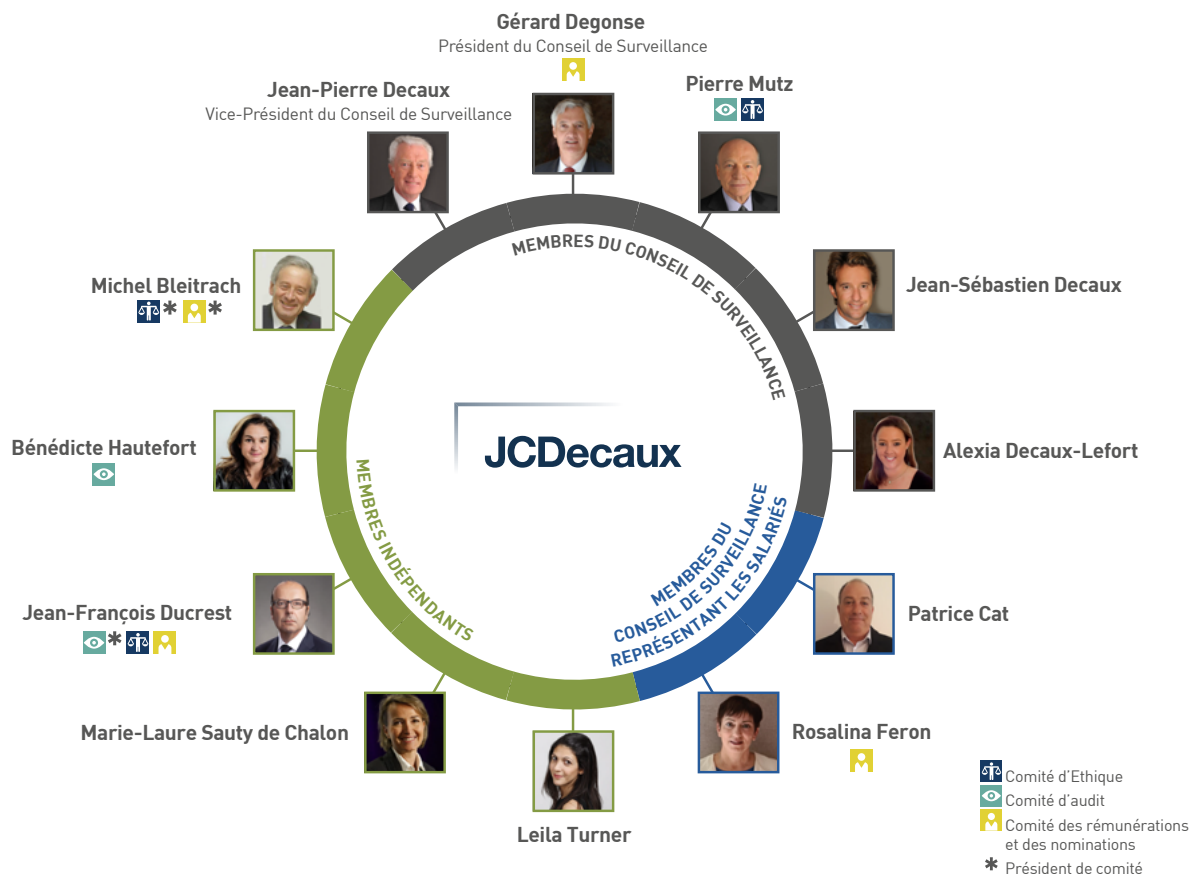 Gérard Degonse
Président du Conseil de Surveillance
Jean-Pierre Decaux
Vice-Président du Conseil de Surveillance
Pierre Mutz
Michel Bleitrach
* *
Jean-Sébastien Decaux
MEMBRES DU CONSEIL DE SURVEILLANCE
Bénédicte Hautefort
JCDecaux
Alexia Decaux-Lefort
MEMBRES INDÉPENDANTS
MEMBRES DU
CONSEIL DE SURVEILLANCE
REPRÉSENTANT LES SALARIÉS
Jean-François Ducrest
*
Patrice Cat
Marie-Laure Sauty de Chalon
Rosalina Feron
Leila Turner
Comité d'Ethique
Comité d'audit
Comité des rémunérations
et des nominations
* Président de comité